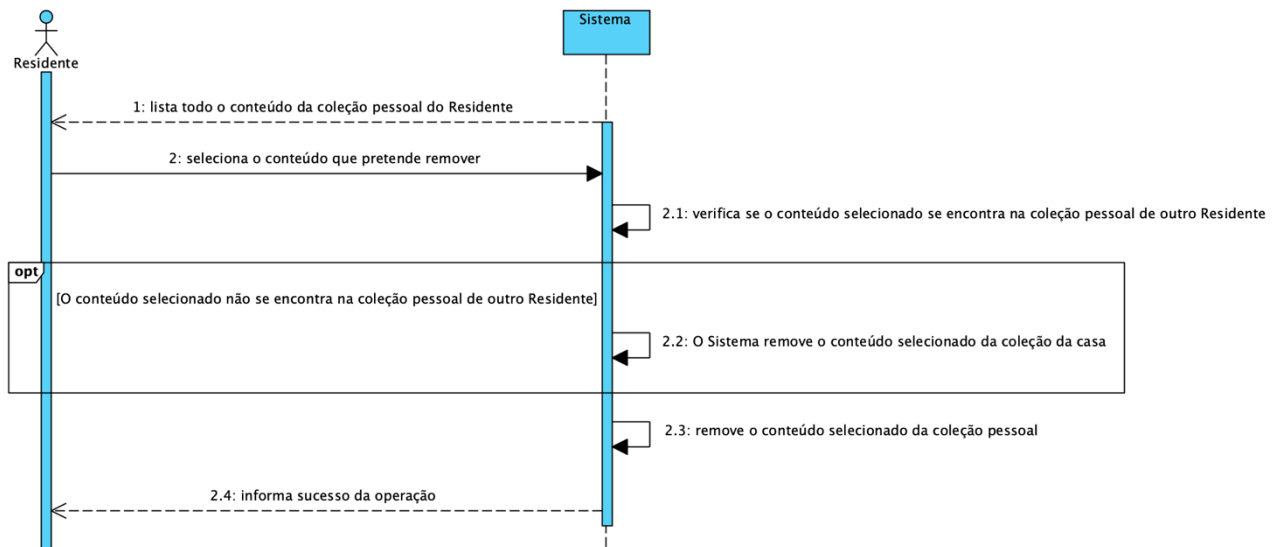 Sistema
Residente
1: lista todo o conteúdo da coleção pessoal do Residente
2: seleciona o conteúdo que pretende remover
2.1: verifica se o conteúdo selecionado se encontra na coleção pessoal de outro Residente
opt
[O conteúdo selecionado não se encontra na coleção pessoal de outro Residente]
2.2: O Sistema remove o conteúdo selecionado da coleção da casa
2.3: remove o conteúdo selecionado da coleção pessoal
2.4: informa sucesso da operação